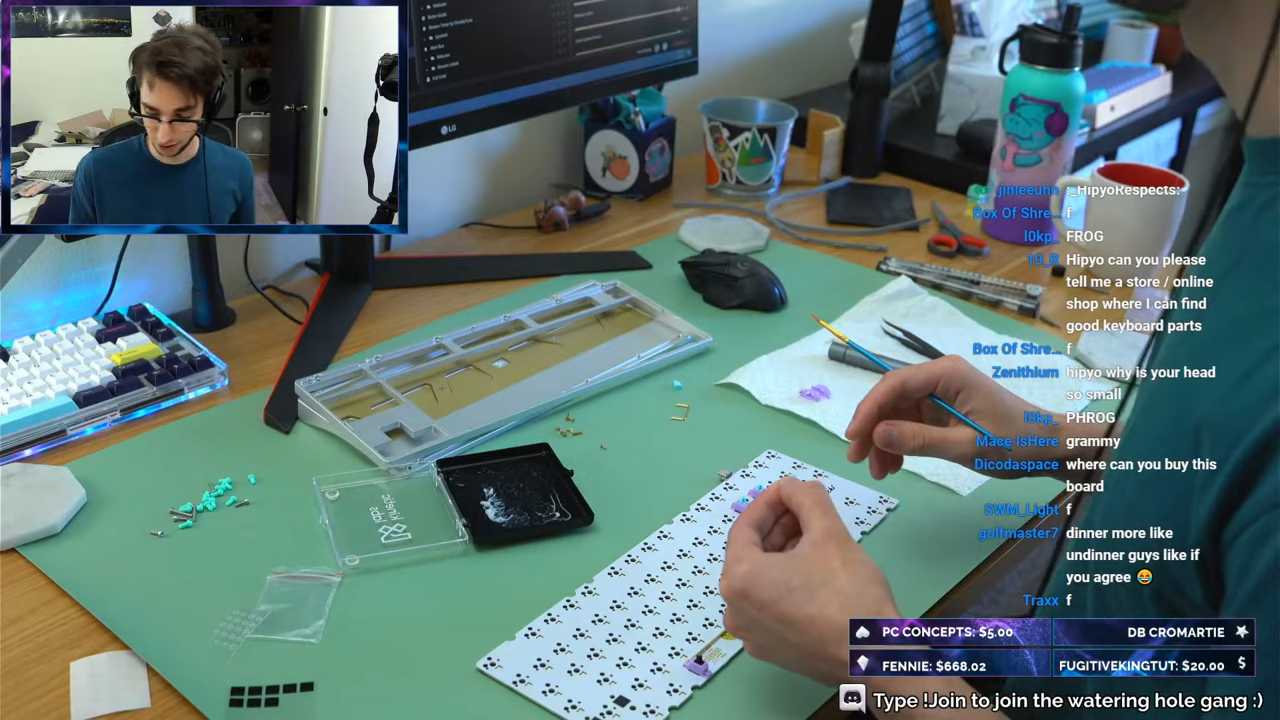 LG
jinleeuhn : _HipyoRespects:
Box Of Shre... f
l0kp_ FROG
10_R Hipyo can you please
tell me a store / online
shop where I can find
good keyboard parts
Box Of Shre... f
Zenithium hipyo why is your head
so small
l0kp_ PHROG
Mace IsHere grammy
Dicodaspace where can you buy this
board
SWM_Light f
golfmaster7 dinner more like
undinner guys like if
you agree 😂
Traxx f
PC CONCEPTS: $5.00
DB CROMARTIE
FENNIE: $668.02
FUGITIVEKINGTUT: $20.00
Type !Join to join the watering hole gang :)